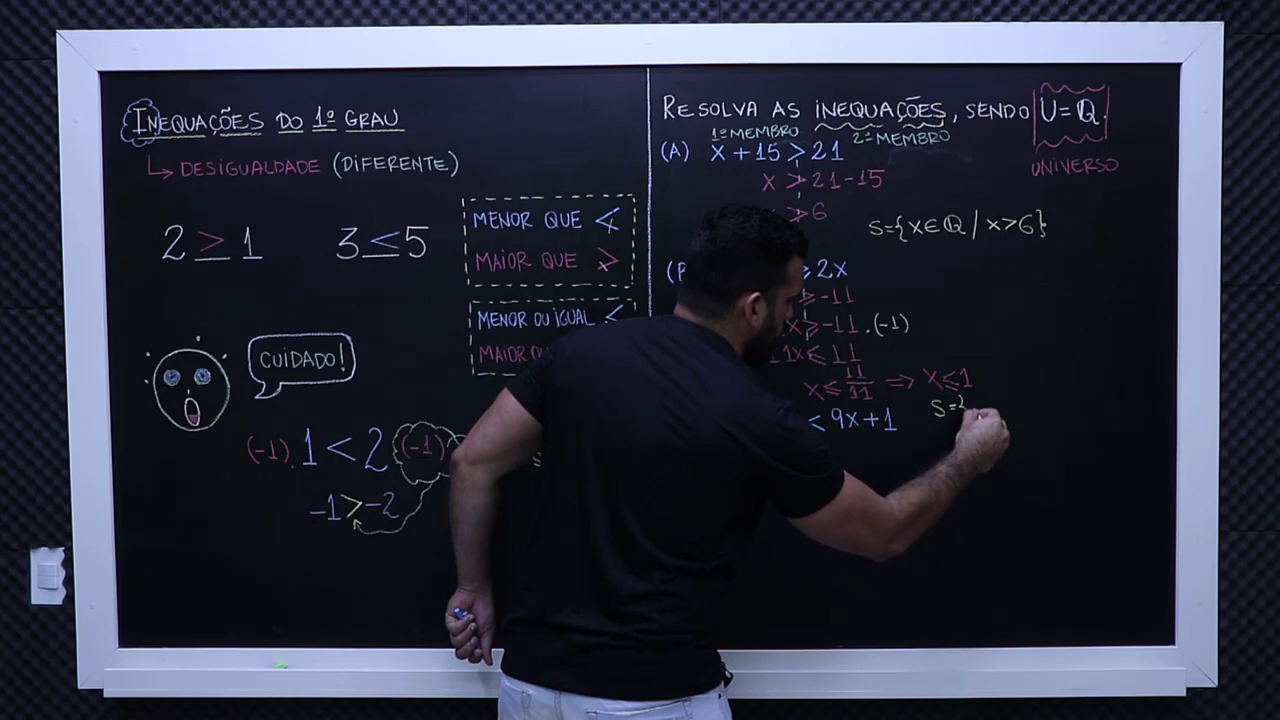 INEQUAÇÕES DO 1º GRAU
DESIGUALDADE (DIFERENTE)
2 ≥ 1
3 ≤ 5
MENOR QUE <
MAIOR QUE >
MENOR OU IGUAL
MAIOR
CUIDADO!
(-1). 1 < 2 (-1)
-1 > -2
RESOLVA AS INEQUAÇÕES, SENDO U=Q.
UNIVERSO
1º MEMBRO
2º MEMBRO
(A) X + 15 > 21
X > 21-15
> 6
S={X∈Q / X>6}
2X
≥ -11
X ≥ -11 .(-1)
11X ≤ 11
X ≤ 11/11 ⇒ X ≤ 1
S={
< 9X + 1